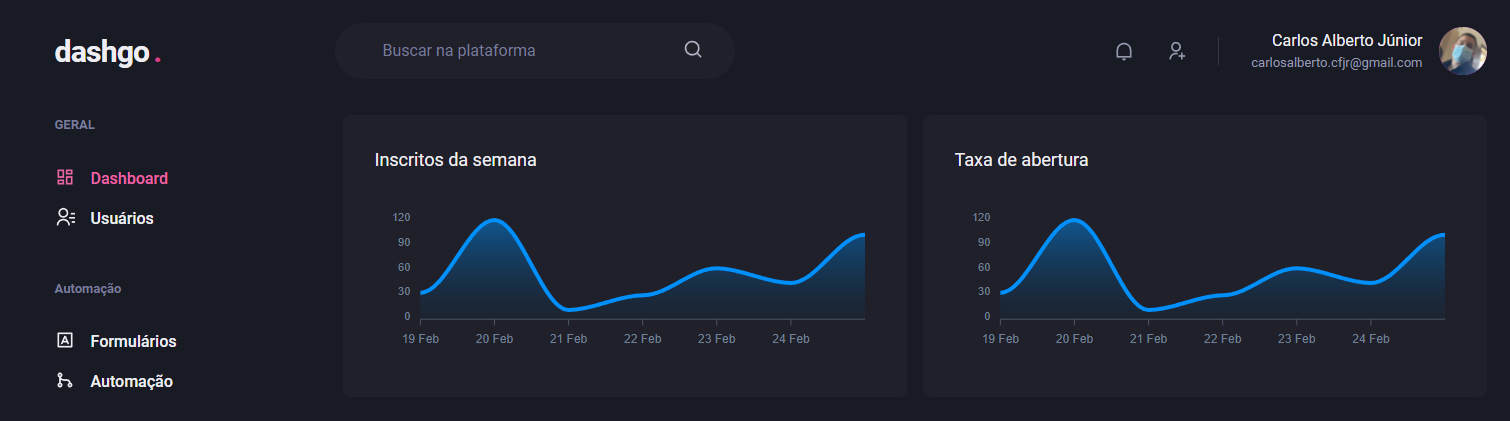 dashgo.
Buscar na plataforma
Carlos Alberto Júnior
carlosalberto.cfjr@gmail.com
GERAL
Dashboard
Usuários
Automação
Formulários
Automação
Inscritos da semana
120
90
60
30
0
19 Feb 20 Feb 21 Feb 22 Feb 23 Feb 24 Feb
Taxa de abertura
120
90
60
30
0
19 Feb 20 Feb 21 Feb 22 Feb 23 Feb 24 Feb